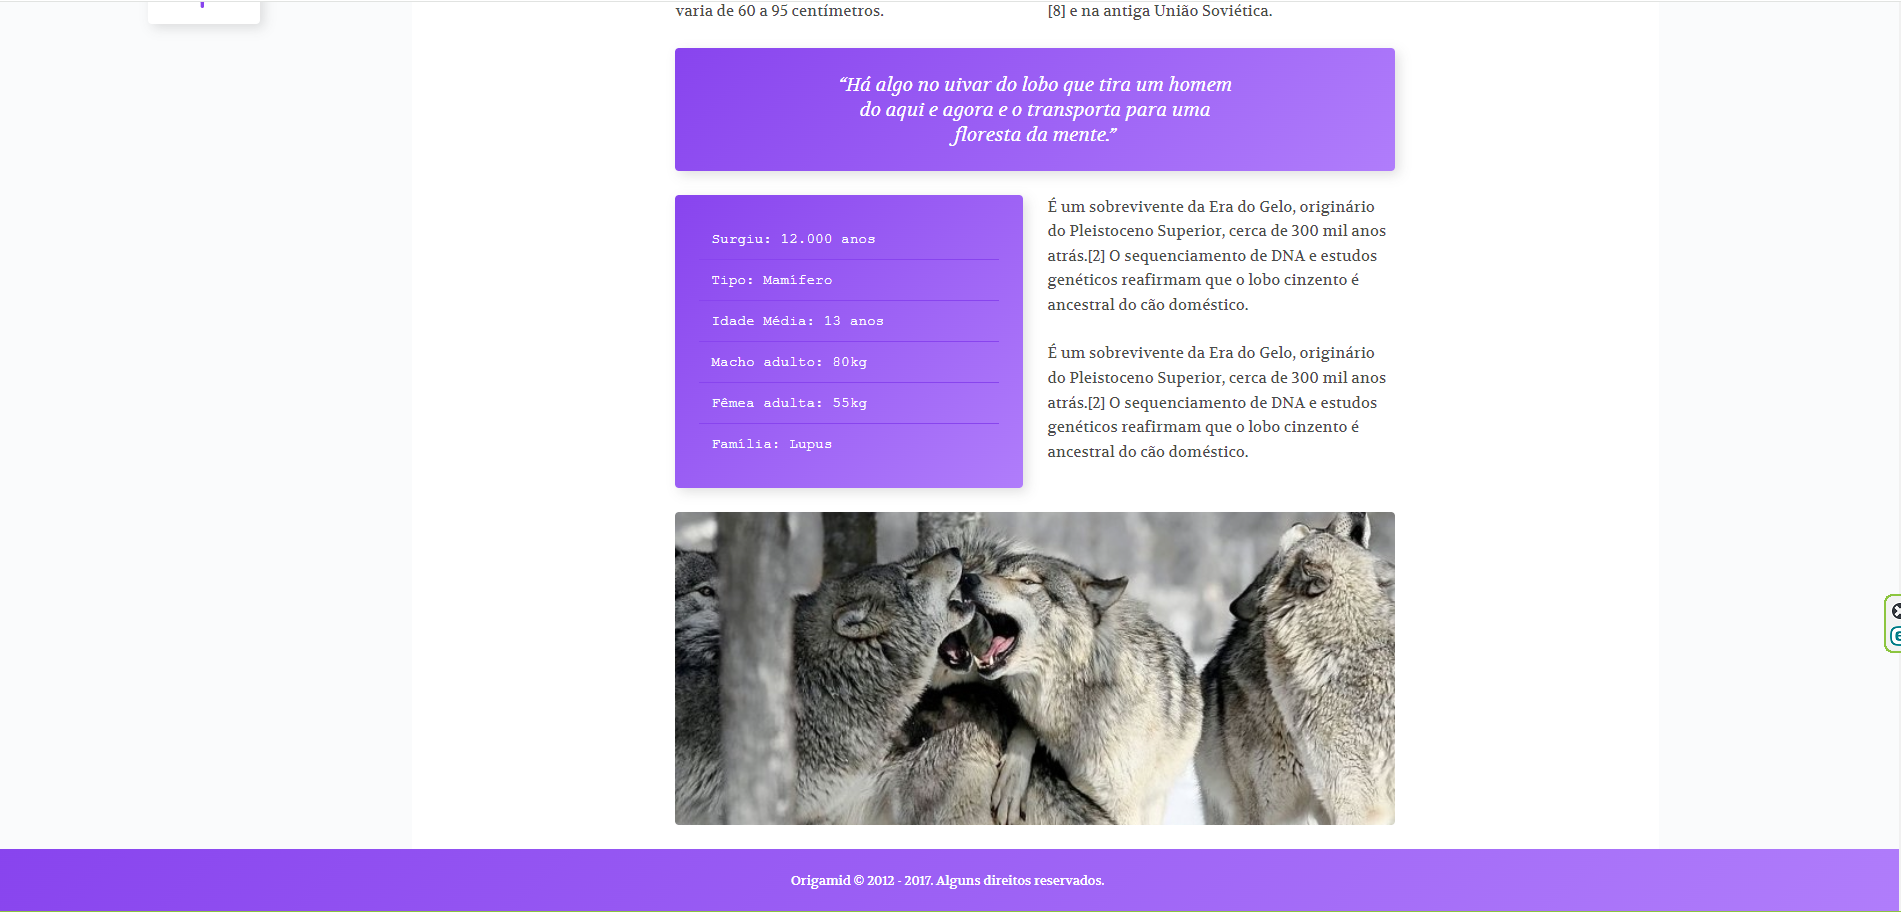 varia de 60 a 95 centímetros.
[8] e na antiga União Soviética.
“Há algo no uivar do lobo que tira um homem
do aqui e agora e o transporta para uma
floresta da mente.”
Surgiu: 12.000 anos
Tipo: Mamífero
Idade Média: 13 anos
Macho adulto: 80kg
Fêmea adulta: 55kg
Família: Lupus
É um sobrevivente da Era do Gelo, originário
do Pleistoceno Superior, cerca de 300 mil anos
atrás.[2] O sequenciamento de DNA e estudos
genéticos reafirmam que o lobo cinzento é
ancestral do cão doméstico.
É um sobrevivente da Era do Gelo, originário
do Pleistoceno Superior, cerca de 300 mil anos
atrás.[2] O sequenciamento de DNA e estudos
genéticos reafirmam que o lobo cinzento é
ancestral do cão doméstico.
Origamid © 2012 - 2017. Alguns direitos reservados.